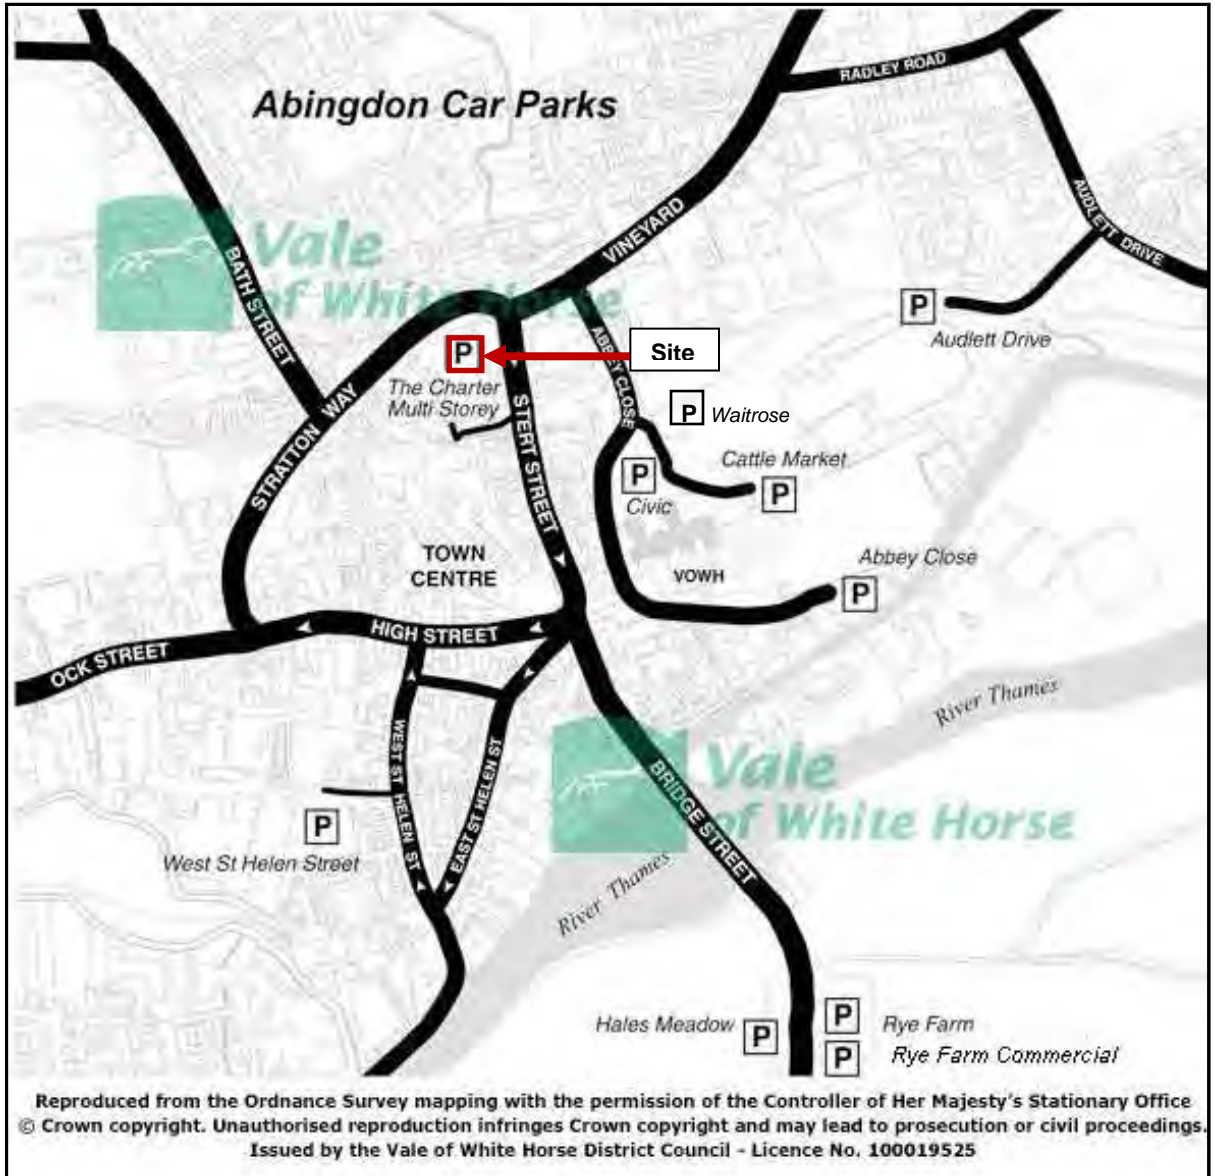 Abingdon Car Parks
RADLEY ROAD
AUDLETT DRIVE
VINEYARD
BATH STREET
Vale
of White Horse
P
Audlett Drive
Site
P
The Charter
Multi Storey
ABBEY CLOSE
STRATTON WAY
STERT STREET
P
Waitrose
Cattle Market
P
P
Civic
TOWN
CENTRE
VOWH
Abbey Close
P
HIGH STREET
OCK STREET
River Thames
WEST ST HELEN ST
EAST ST HELEN ST
BRIDGE STREET
Vale
of White Horse
P
West St Helen Street
River Thames
Hales Meadow
P
P
Rye Farm
P
Rye Farm Commercial
Reproduced from the Ordnance Survey mapping with the permission of the Controller of Her Majesty's Stationary Office
© Crown copyright. Unauthorised reproduction infringes Crown copyright and may lead to prosecution or civil proceedings.
Issued by the Vale of White Horse District Council - Licence No. 100019525